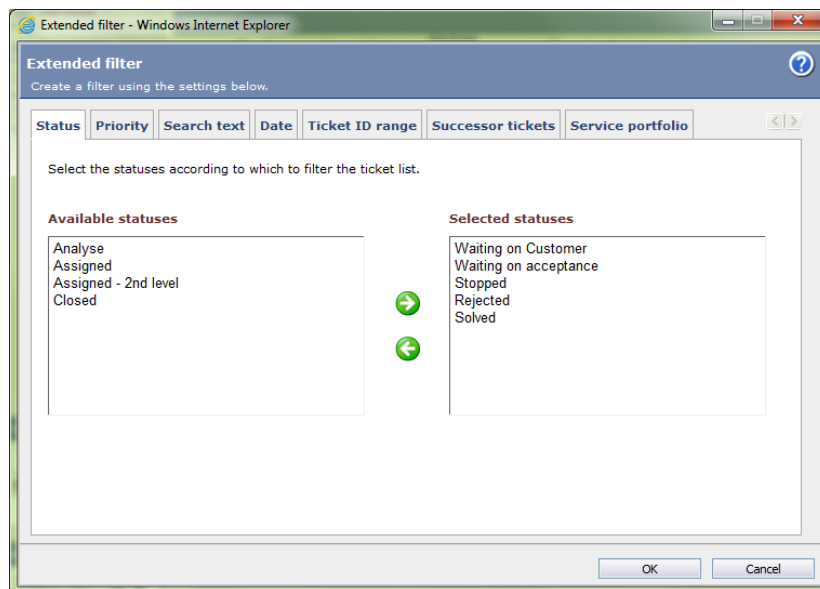 Extended filter - Windows Internet Explorer
Extended filter
Create a filter using the settings below.
Status Priority Search text Date Ticket ID range Successor tickets Service portfolio
Select the statuses according to which to filter the ticket list.
Available statuses
Analyse
Assigned
Assigned - 2nd level
Closed
Selected statuses
Waiting on Customer
Waiting on acceptance
Stopped
Rejected
Solved
OK Cancel